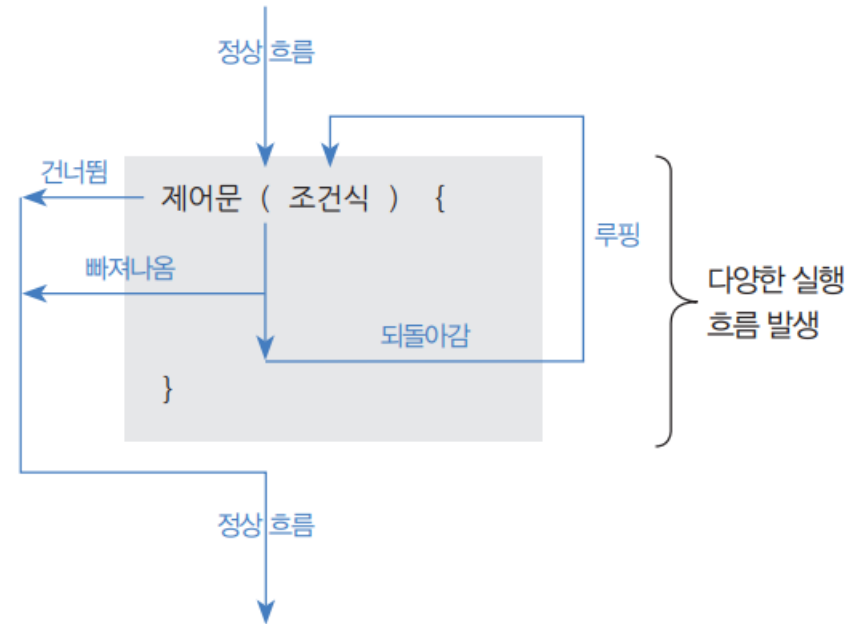 정상 흐름
건너뜀
제어문 ( 조건식 ) {
루핑
빠져나옴
다양한 실행
흐름 발생
되돌아감
}
정상 흐름